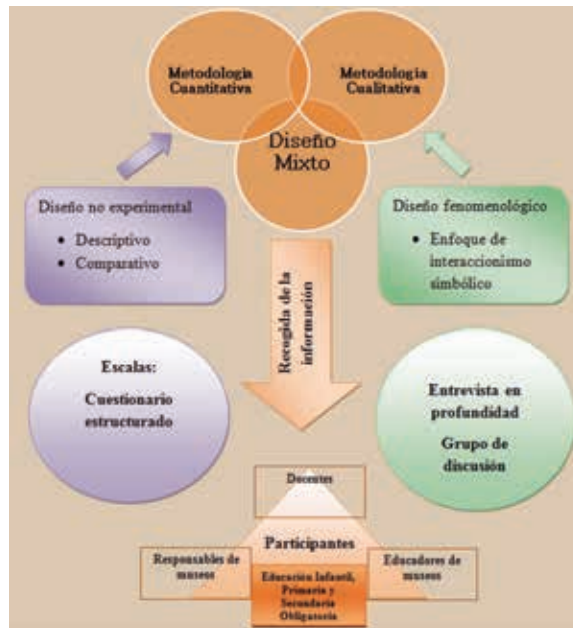 Metodología
Cuantitativa
Metodología
Cualitativa
Diseño
Mixto
Diseño no experimental
• Descriptivo
• Comparativo
Diseño fenomenológico
• Enfoque de
interaccionismo
simbólico
Recogida de la
información
Escalas:
Cuestionario
estructurado
Entrevista en
profundidad
Grupo de
discusión
Docentes
Participantes
Responsables de
museos
Educadores de
museos
Educación Infantil,
Primaria y
Secundaria
Obligatoria